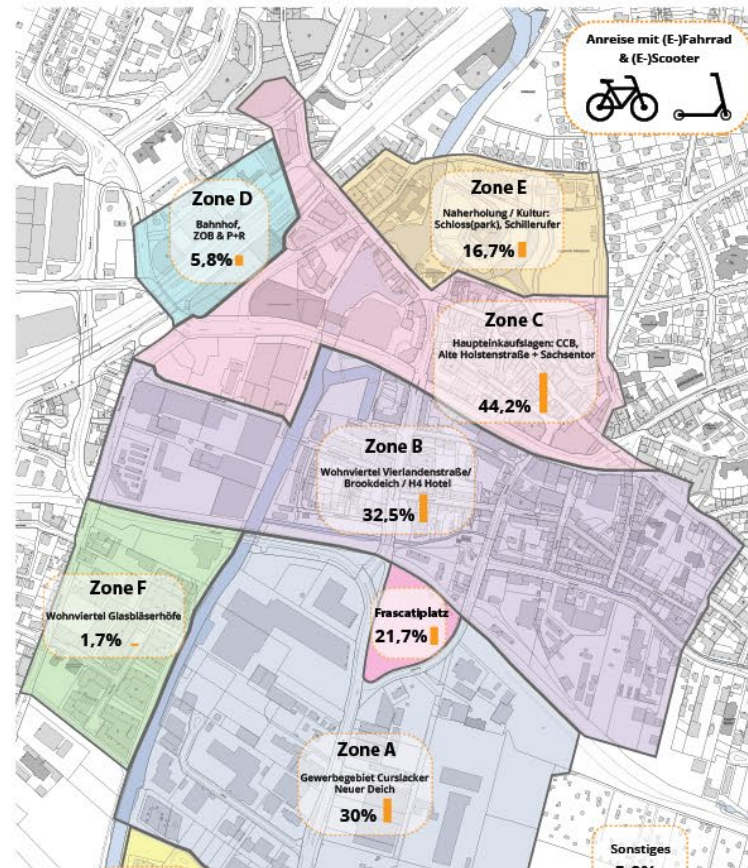 Anreise mit (E-)Fahrrad
& (E-)Scooter
Zone D
Bahnhof,
ZOB & P+R
5,8%
Zone E
Naherholung / Kultur:
Schloss(park), Schillerufer
16,7%
Zone C
Haupteinkaufslagen: CCB,
Alte Holstenstraße + Sachsentor
44,2%
Zone B
Wohnviertel Vierlandenstraße/
Brookdeich / H4 Hotel
32,5%
Zone F
Wohnviertel Glasbläserhöfe
1,7%
Frascatiplatz
21,7%
Zone A
Gewerbegebiet Curslacker
Neuer Deich
30%
Sonstiges